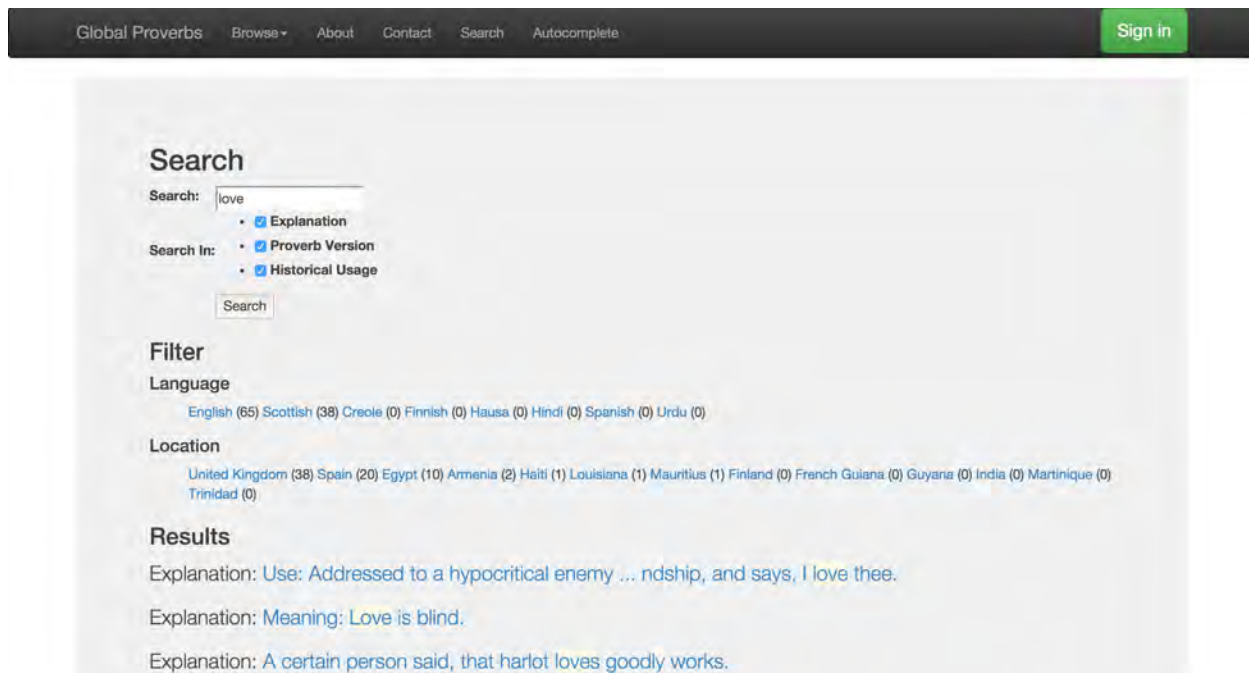 Global Proverbs Browse About Contact Search Autocomplete Sign in
Search
Search: love
Explanation
Search In:
Proverb Version
Historical Usage
Search
Filter
Language
English (65) Scottish (38) Creole (0) Finnish (0) Hausa (0) Hindi (0) Spanish (0) Urdu (0)
Location
United Kingdom (38) Spain (20) Egypt (10) Armenia (2) Haiti (1) Louisiana (1) Mauritius (1) Finland (0) French Guiana (0) Guyana (0) India (0) Martinique (0)
Trinidad (0)
Results
Explanation: Use: Addressed to a hypocritical enemy ... ndship, and says, I love thee.
Explanation: Meaning: Love is blind.
Explanation: A certain person said, that harlot loves goodly works.